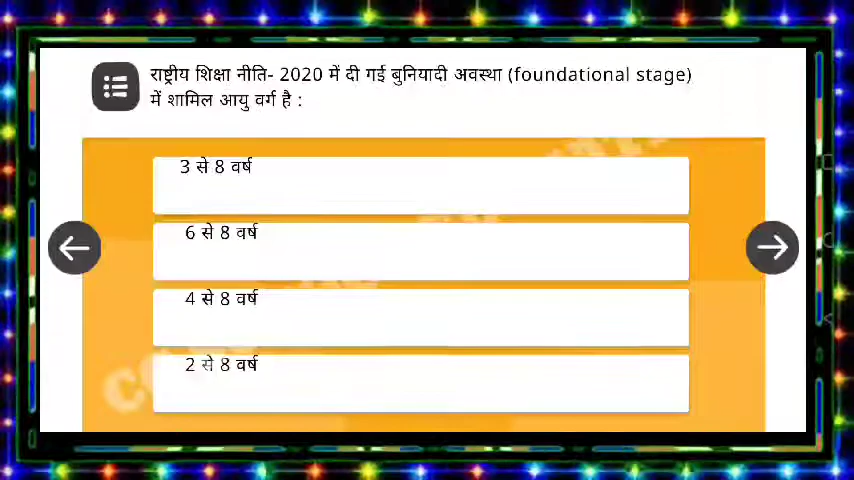 राष्ट्रीय शिक्षा नीति- 2020 में दी गई बुनियादी अवस्था (foundational stage)
में शामिल आयु वर्ग है :
3 से 8 वर्ष
6 से 8 वर्ष
4 से 8 वर्ष
2 से 8 वर्ष